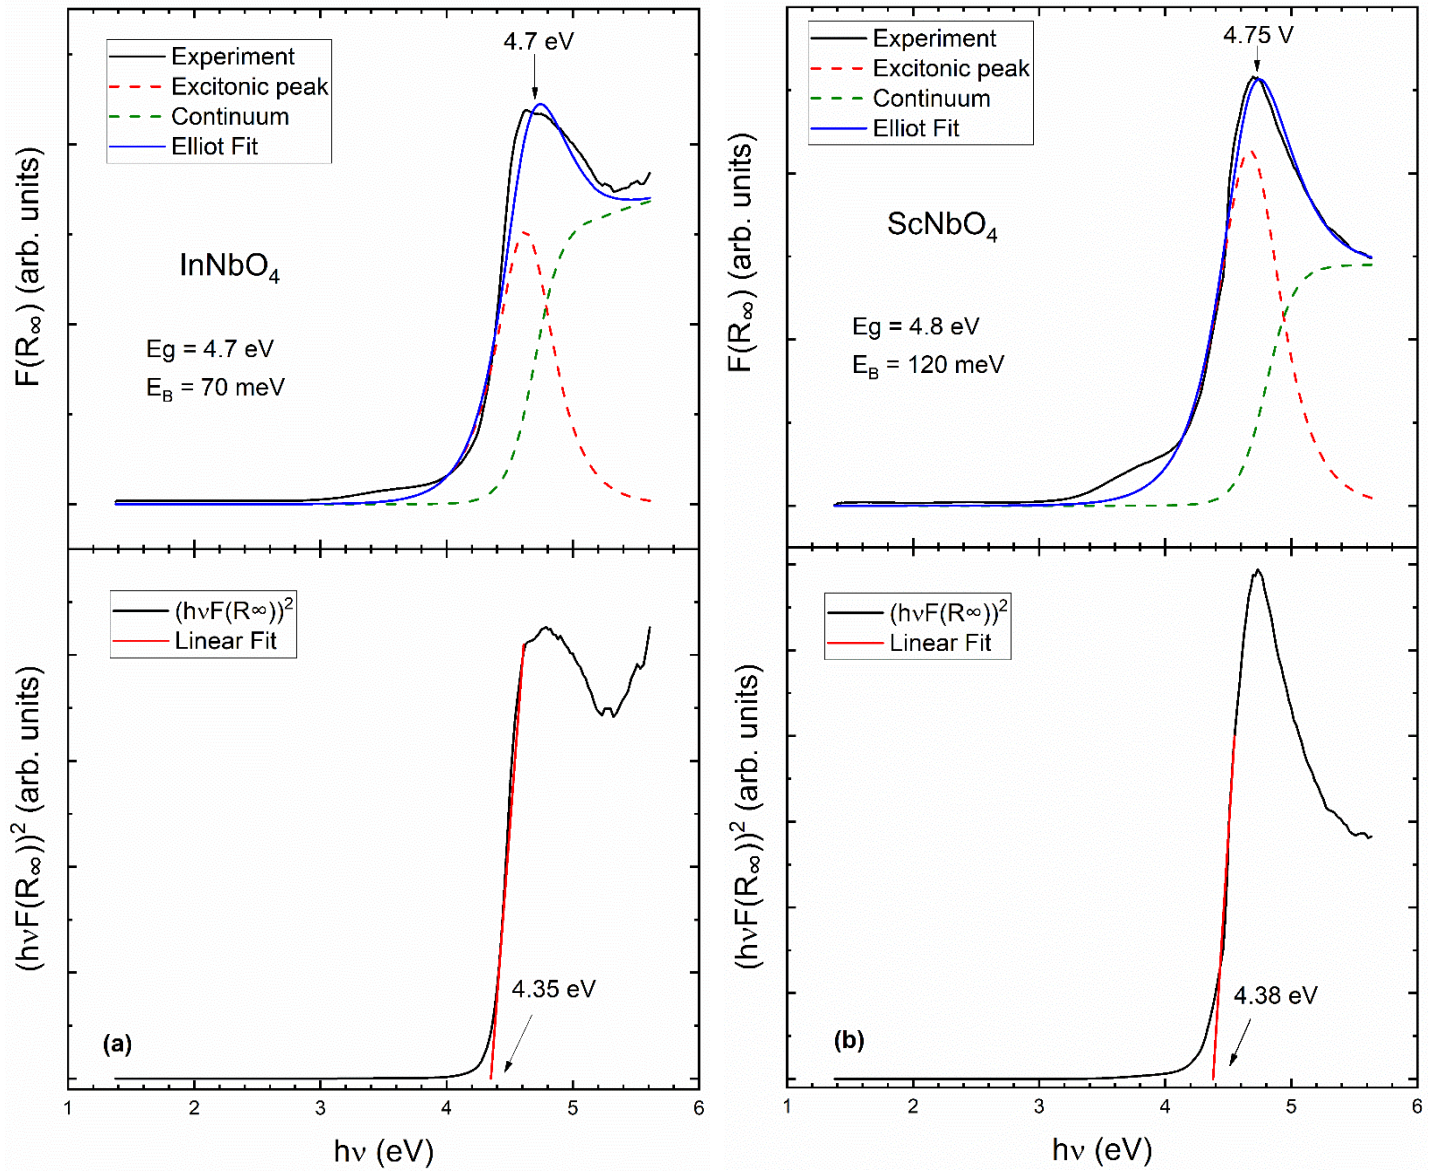 4.7 eV
Experiment
Excitonic peak
Continuum
Elliot Fit
F(R∞) (arb. units)
InNbO₄
Eg = 4.7 eV
E_B = 70 meV
(hνF(R∞))²
Linear Fit
(hνF(R∞))² (arb. units)
4.35 eV
(a)
1 2 3 4 5 6
hν (eV)
4.75 V
Experiment
Excitonic peak
Continuum
Elliot Fit
F(R∞) (arb. units)
ScNbO₄
Eg = 4.8 eV
E_B = 120 meV
(hνF(R∞))²
Linear Fit
(hνF(R∞))² (arb. units)
4.38 eV
(b)
1 2 3 4 5 6
hν (eV)